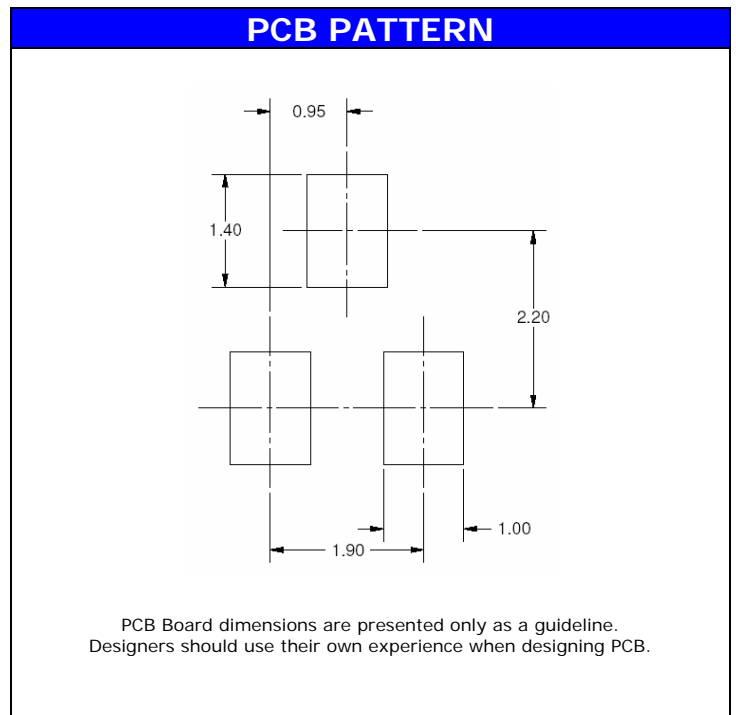 PCB PATTERN
0.95
1.40
2.20
1.00
1.90
PCB Board dimensions are presented only as a guideline.
Designers should use their own experience when designing PCB.